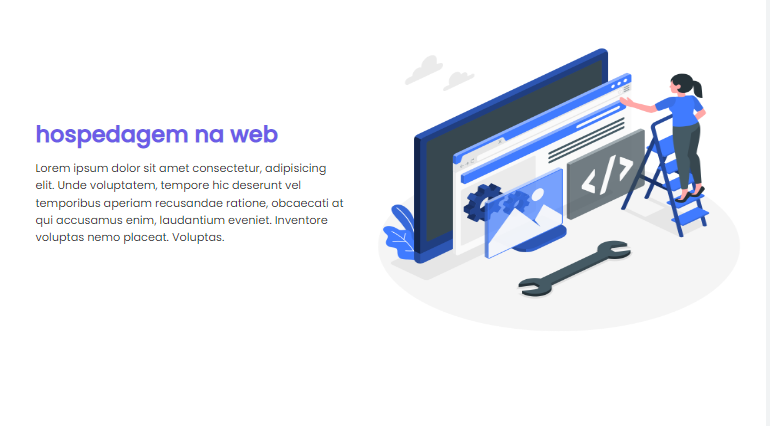 hospedagem na web
Lorem ipsum dolor sit amet consectetur, adipisicing
elit. Unde voluptatem, tempore hic deserunt vel
temporibus aperiam recusandae ratione, obcaecati at
qui accusamus enim, laudantium eveniet. Inventore
voluptas nemo placeat. Voluptas.
</>